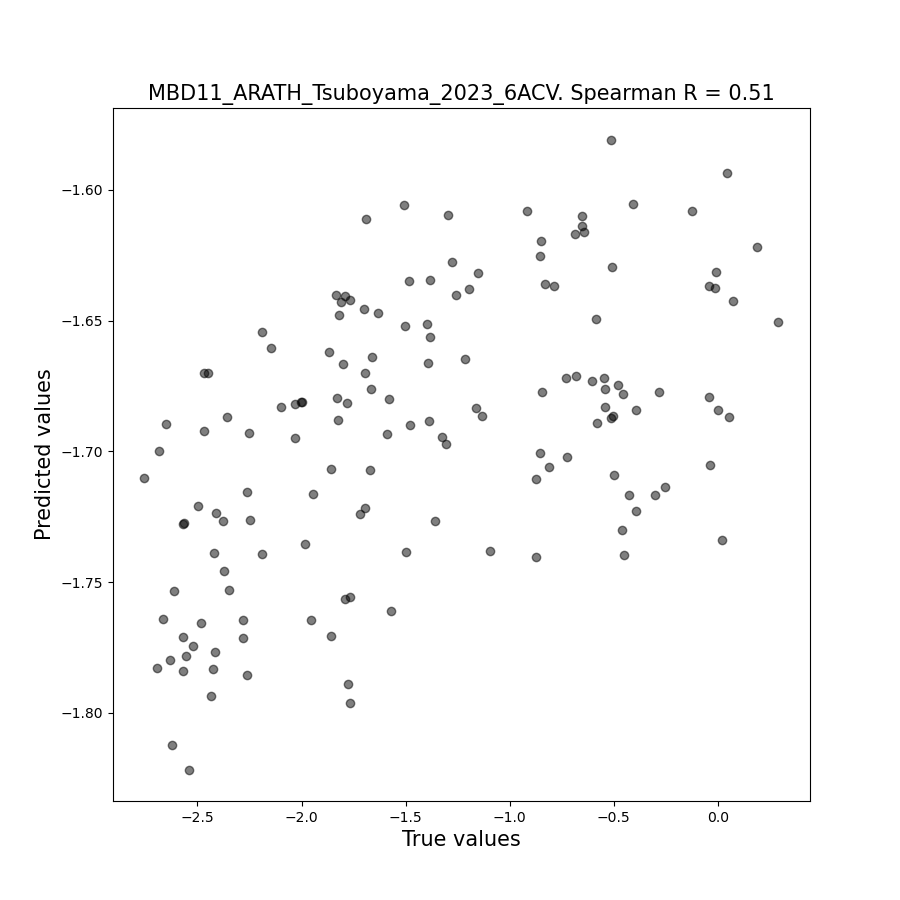 MBD11_ARATH_Tsuboyama_2023_6ACV. Spearman R = 0.51
Predicted values
−1.60
−1.65
−1.70
−1.75
−1.80
−2.5 −2.0 −1.5 −1.0 −0.5 0.0
True values